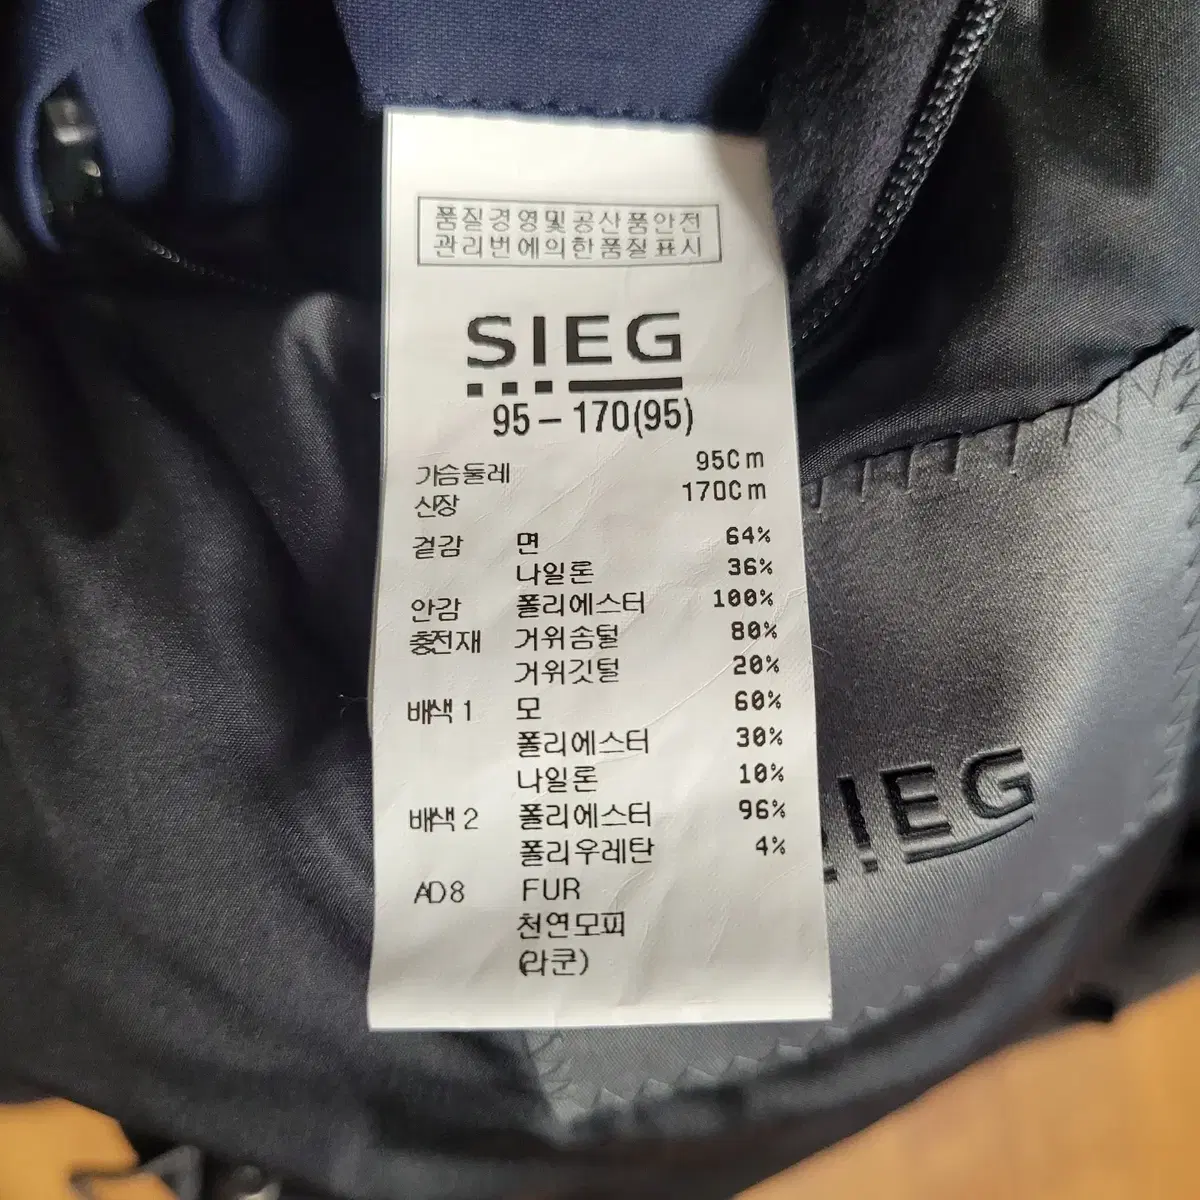 품질경영및공산품안전
관리번에의한품질표시
SIEG
95-170(95)
가슴둘레 95Cm
신장 170Cm
겉감 면 64%
나일론 36%
안감 폴리에스터 100%
충전재 거위솜털 80%
거위깃털 20%
배색 1 모 60%
폴리에스터 30%
나일론 10%
배색 2 폴리에스터 96%
폴리우레탄 4%
AD8 FUR
천연모피
(라쿤)
SIEG